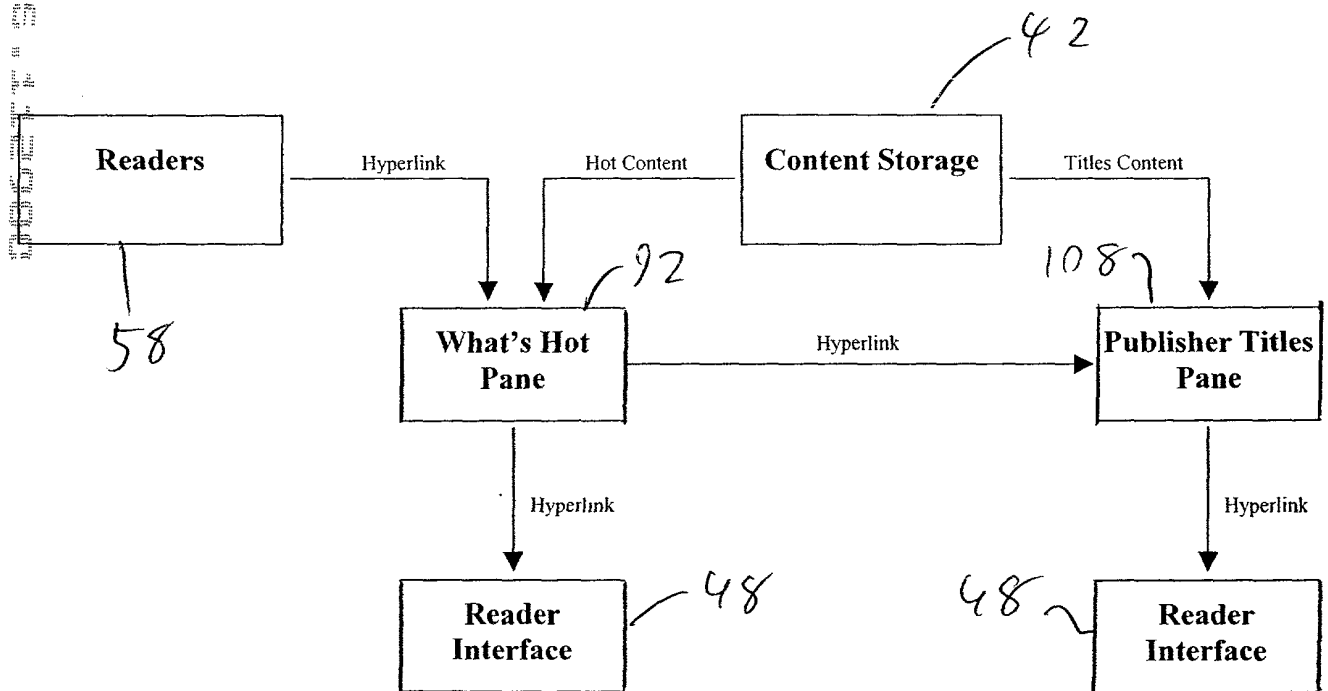 42
Readers
Hyperlink
Hot Content
Content Storage
Titles Content
58
92
108
What's Hot
Pane
Hyperlink
Publisher Titles
Pane
Hyperlink
Hyperlink
Reader
Interface
48
48
Reader
Interface